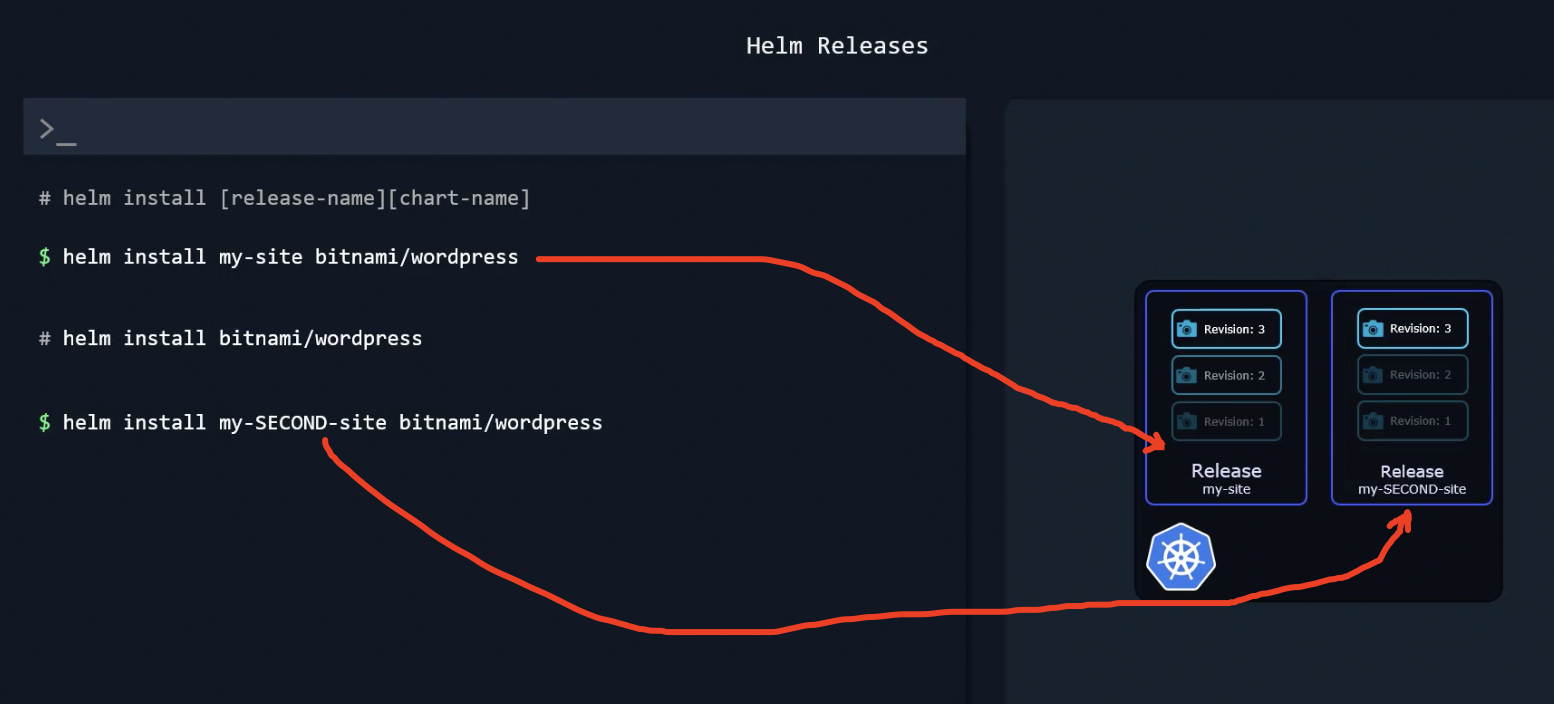 Helm Releases
>_
# helm install [release-name][chart-name]
$ helm install my-site bitnami/wordpress
# helm install bitnami/wordpress
$ helm install my-SECOND-site bitnami/wordpress
Revision: 3
Revision: 2
Revision: 1
Release
my-site
Revision: 3
Revision: 2
Revision: 1
Release
my-SECOND-site